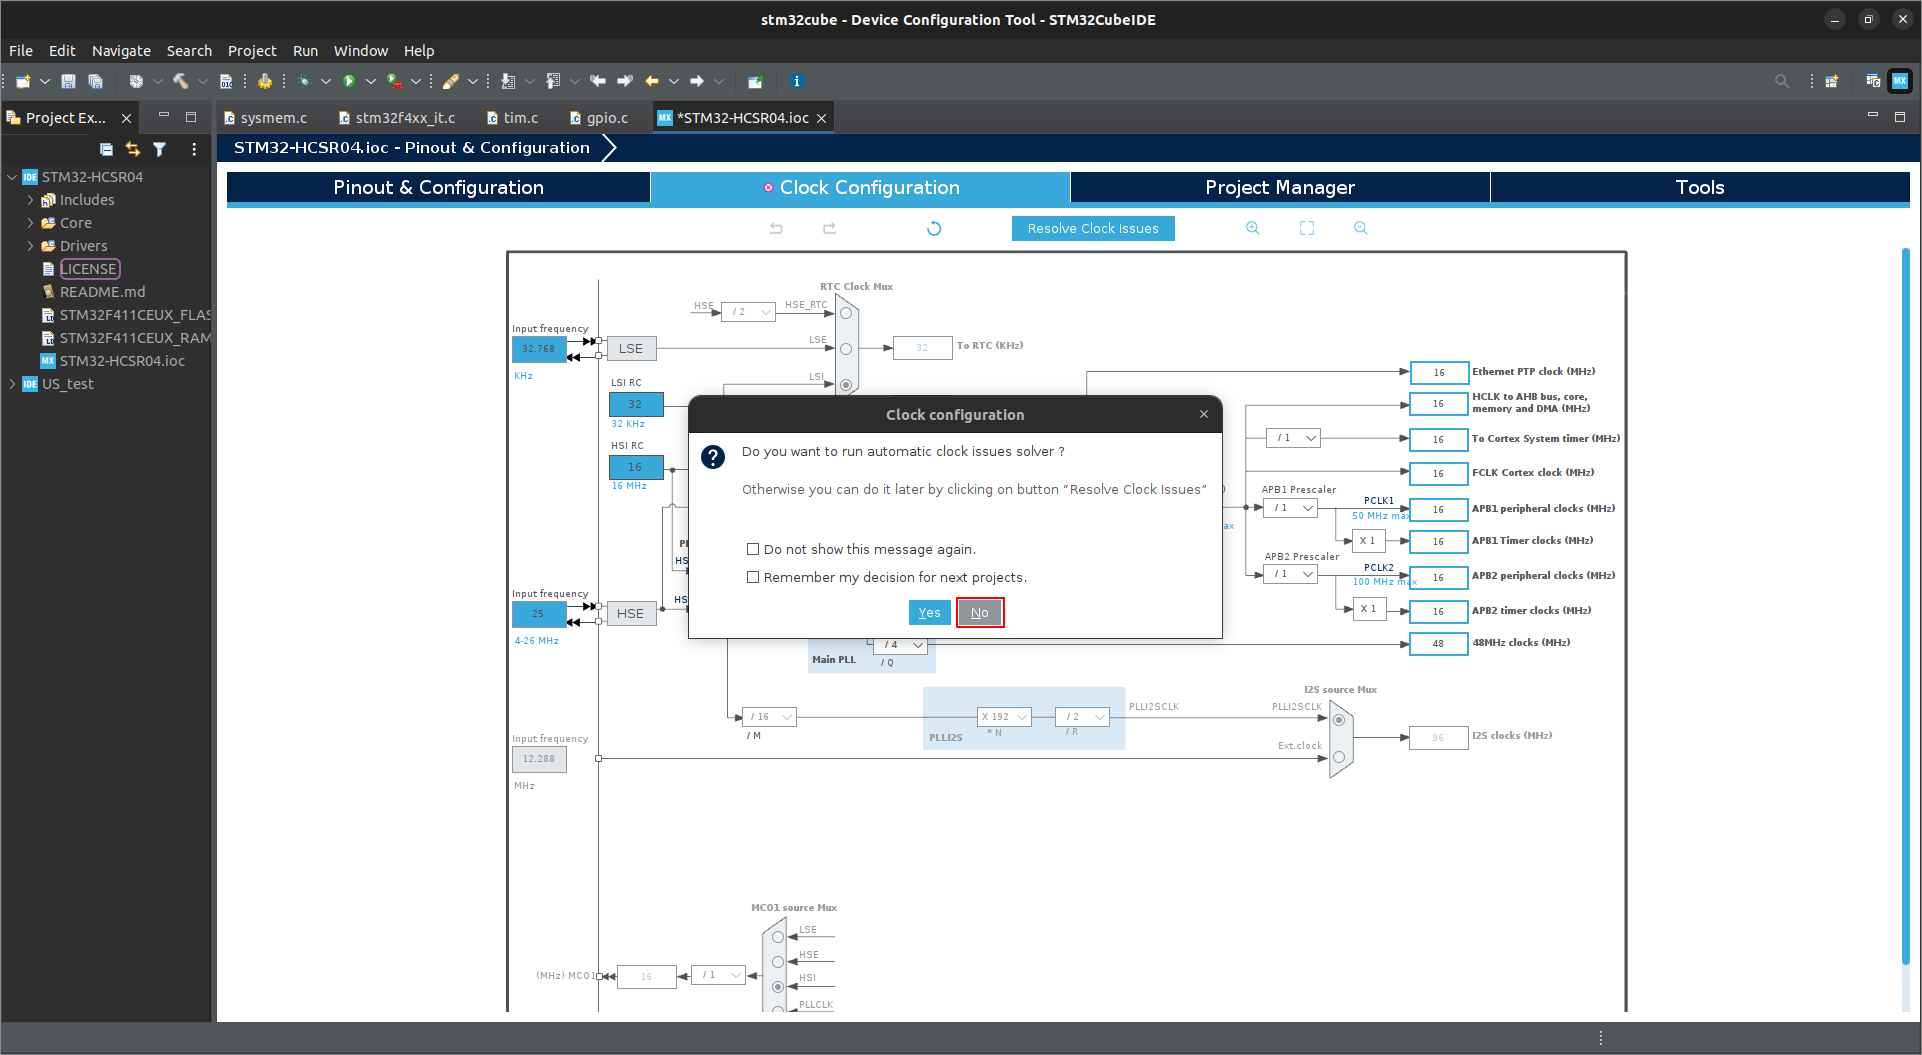 stm32cube - Device Configuration Tool - STM32CubeIDE
File Edit Navigate Search Project Run Window Help
Project Ex...
sysmem.c
stm32f4xx_it.c
tim.c
gpio.c
*STM32-HCSR04.ioc
STM32-HCSR04.ioc - Pinout & Configuration
IDE STM32-HCSR04
Includes
Core
Drivers
LICENSE
README.md
STM32F411CEUX_FLAS
STM32F411CEUX_RAM
MX STM32-HCSR04.ioc
IDE US_test
Pinout & Configuration
Clock Configuration
Project Manager
Tools
Resolve Clock Issues
RTC Clock Mux
HSE
/ 2
HSE_RTC
Input frequency
32.768
KHz
LSE
LSE
32
To RTC (KHz)
LSI
LSI RC
32
32 KHz
HSI RC
16
16 MHz
Clock configuration
Do you want to run automatic clock issues solver ?
Otherwise you can do it later by clicking on button “Resolve Clock Issues”
Do not show this message again.
Remember my decision for next projects.
Yes
No
HS
HS
Input frequency
25
4-26 MHz
HSE
16
Ethernet PTP clock (MHz)
16
HCLK to AHB bus, core,
memory and DMA (MHz)
/ 1
16
To Cortex System timer (MHz)
16
FCLK Cortex clock (MHz)
ax
APB1 Prescaler
/ 1
PCLK1
50 MHz max
16
APB1 peripheral clocks (MHz)
X 1
16
APB1 Timer clocks (MHz)
APB2 Prescaler
/ 1
PCLK2
100 MHz max
16
APB2 peripheral clocks (MHz)
X 1
16
APB2 timer clocks (MHz)
48
48MHz clocks (MHz)
Main PLL
/ 4
/ Q
/ 16
/ M
PLLI2S
X 192
* N
/ 2
/ R
PLLI2SCLK
I2S source Mux
PLLI2SCLK
Ext.clock
96
I2S clocks (MHz)
Input frequency
12.288
MHz
MCO1 source Mux
LSE
HSE
HSI
PLLCLK
(MHz) MCO1
16
/ 1